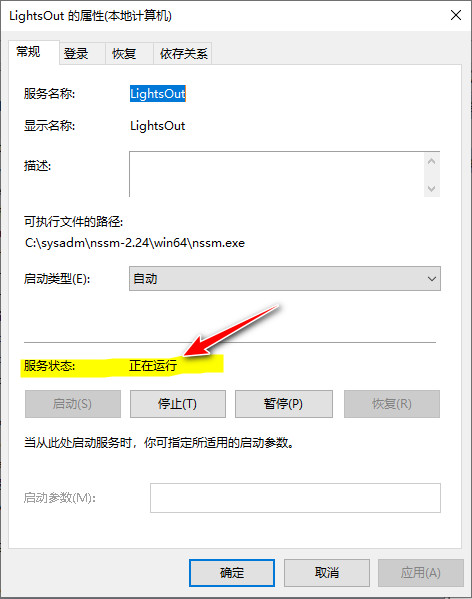 LightsOut 的属性(本地计算机)
常规 登录 恢复 依存关系
服务名称: LightsOut
显示名称: LightsOut
描述:
可执行文件的路径:
C:\sysadm\nssm-2.24\win64\nssm.exe
启动类型(E): 自动
服务状态: 正在运行
启动(S) 停止(T) 暂停(P) 恢复(R)
当从此处启动服务时，你可指定所适用的启动参数。
启动参数(M):
确定 取消 应用(A)